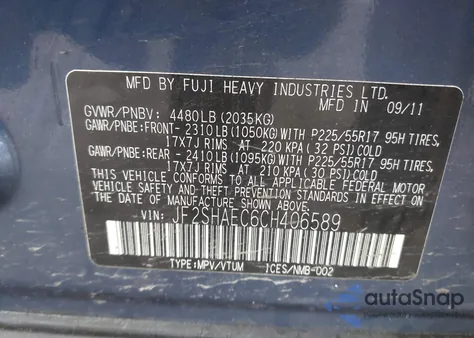 MFD BY FUJI HEAVY INDUSTRIES LTD.
MFD IN 09/11
GVWR/PNBV: 4480LB (2035KG)
GAWR/PNBE: FRONT- 2310LB (1050KG) WITH P225/55R17 95H TIRES,
17X7J RIMS, AT 220 KPA (32 PSI) COLD
GAWR/PNBE: REAR - 2410LB (1095KG) WITH P225/55R17 95H TIRES,
17X7J RIMS, AT 210 KPA (30 PSI) COLD
THIS VEHICLE CONFORMS TO ALL APPLICABLE FEDERAL MOTOR
VEHICLE SAFETY, BUMPER, AND THEFT PREVENTION STANDARDS
IN EFFECT ON THE DATE OF MANUFACTURE SHOWN ABOVE.
VIN: JF2SHAEC6CH406589
TYPE: MPV/VTUM ICES/NMB-002
autoSnap
POWERED BY CARFAST